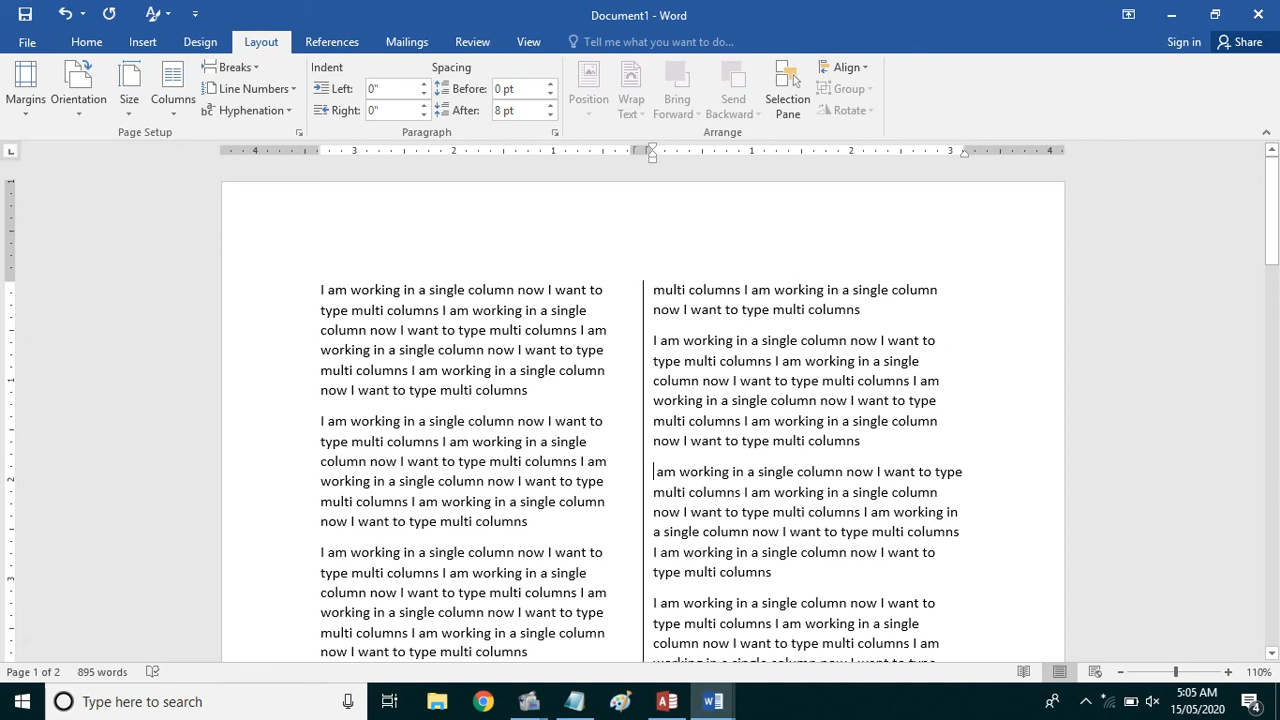 Document1 - Word
File Home Insert Design Layout References Mailings Review View Tell me what you want to do... Sign in Share
Margins Orientation Size Columns
Breaks
Line Numbers
Hyphenation
Page Setup
Indent
Left: 0"
Right: 0"
Spacing
Before: 0 pt
After: 8 pt
Paragraph
Position
Wrap Text
Bring Forward
Send Backward
Selection Pane
Align
Group
Rotate
Arrange
4 3 2 1 1 2 3 4
1
1
2
3
I am working in a single column now I want to
type multi columns I am working in a single
column now I want to type multi columns I am
working in a single column now I want to type
multi columns I am working in a single column
now I want to type multi columns
I am working in a single column now I want to
type multi columns I am working in a single
column now I want to type multi columns I am
working in a single column now I want to type
multi columns I am working in a single column
now I want to type multi columns
I am working in a single column now I want to
type multi columns I am working in a single
column now I want to type multi columns I am
working in a single column now I want to type
multi columns I am working in a single column
now I want to type multi columns
multi columns I am working in a single column
now I want to type multi columns
I am working in a single column now I want to
type multi columns I am working in a single
column now I want to type multi columns I am
working in a single column now I want to type
multi columns I am working in a single column
now I want to type multi columns
am working in a single column now I want to type
multi columns I am working in a single column
now I want to type multi columns I am working in
a single column now I want to type multi columns
I am working in a single column now I want to
type multi columns
I am working in a single column now I want to
type multi columns I am working in a single
column now I want to type multi columns I am
working in a single column now I want to type
Page 1 of 2 895 words 110%
Type here to search
5:05 AM
15/05/2020
4